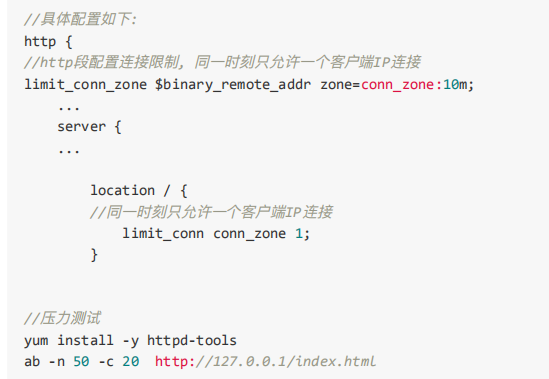 //具体配置如下:
http {
//http段配置连接限制, 同一时刻只允许一个客户端IP连接
limit_conn_zone $binary_remote_addr zone=conn_zone:10m;
...
server {
...
location / {
//同一时刻只允许一个客户端IP连接
limit_conn conn_zone 1;
}
//压力测试
yum install -y httpd-tools
ab -n 50 -c 20  http://127.0.0.1/index.html